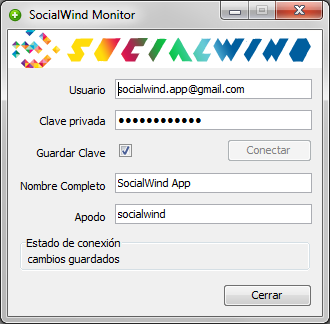 SocialWind Monitor
SOCIALWIND
Usuario
socialwind.app@gmail.com
Clave privada
●●●●●●●●●●●●
Guardar Clave
Conectar
Nombre Completo
SocialWind App
Apodo
socialwind
Estado de conexión
cambios guardados
Cerrar